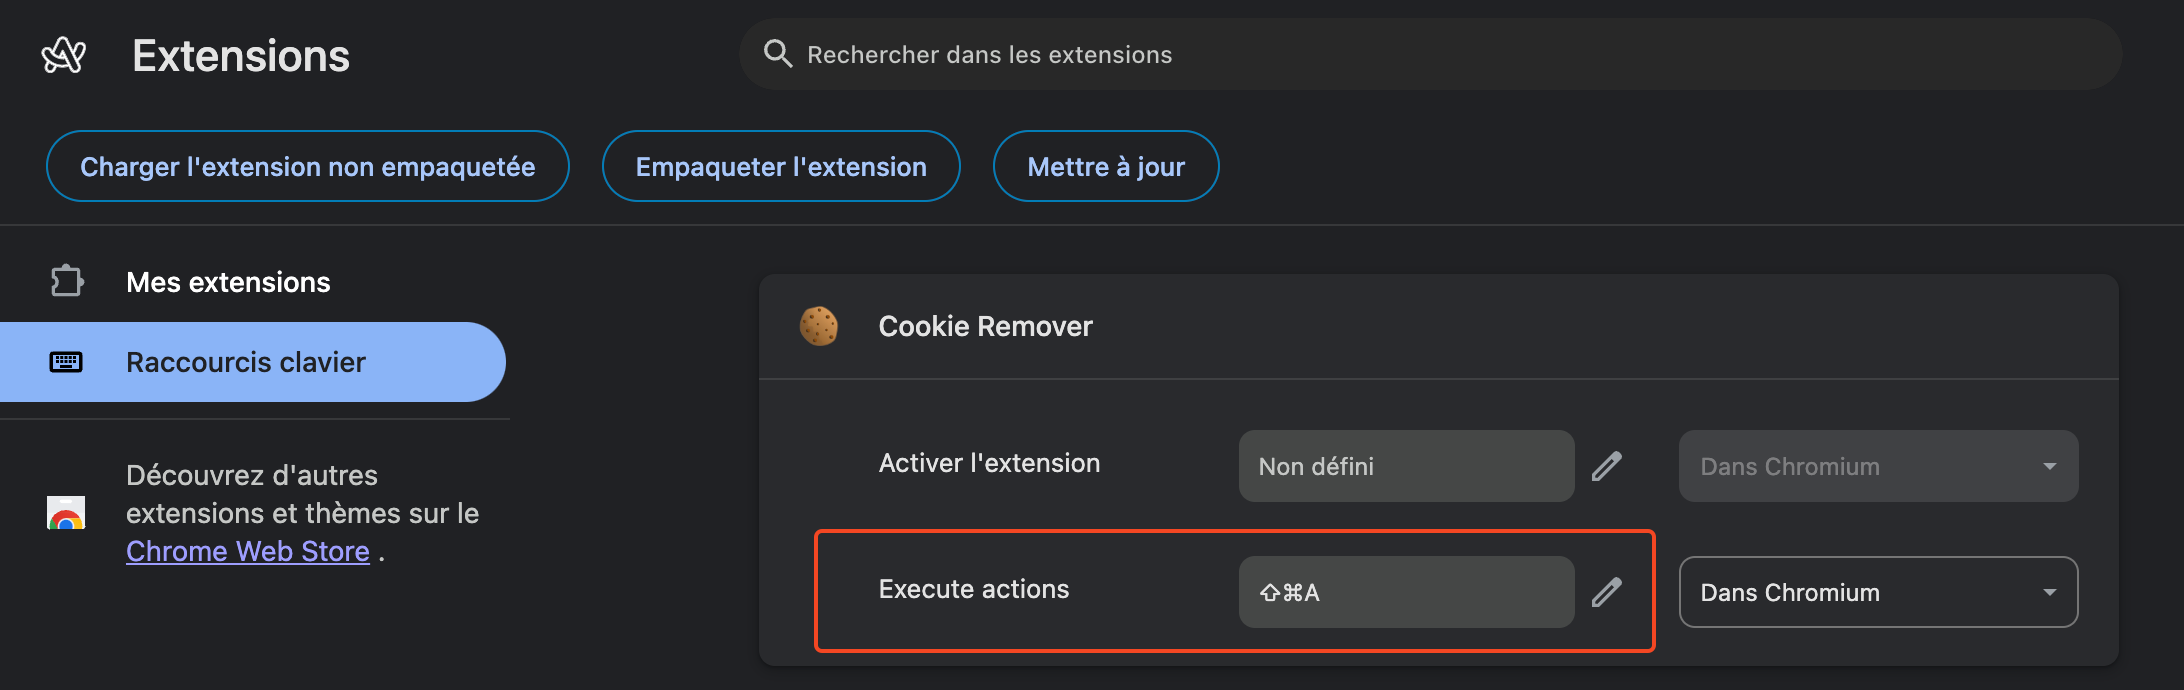 Extensions
Rechercher dans les extensions
Charger l'extension non empaquetée
Empaqueter l'extension
Mettre à jour
Mes extensions
Raccourcis clavier
Découvrez d'autres
extensions et thèmes sur le
Chrome Web Store .
Cookie Remover
Activer l'extension
Non défini
Dans Chromium
Execute actions
⇧⌘A
Dans Chromium